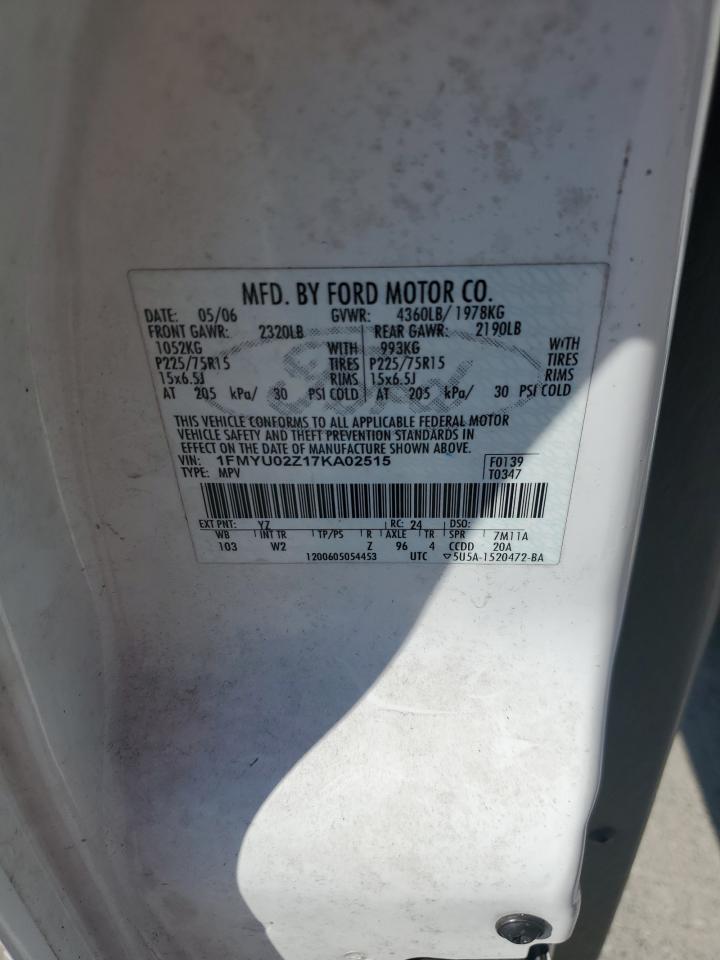 MFD. BY FORD MOTOR CO.
DATE: 05/06 GVWR: 4360LB/1978KG
FRONT GAWR: 2320LB REAR GAWR: 2190LB
1052KG WITH 993KG WITH
P225/75R15 TIRES P225/75R15 TIRES
15x6.5J RIMS 15x6.5J RIMS
AT 205 kPa/ 30 PSI COLD AT 205 kPa/ 30 PSI COLD
THIS VEHICLE CONFORMS TO ALL APPLICABLE FEDERAL MOTOR
VEHICLE SAFETY AND THEFT PREVENTION STANDARDS IN
EFFECT ON THE DATE OF MANUFACTURE SHOWN ABOVE.
VIN: 1FMYU02Z17KA02515 F0139
TYPE: MPV T0347
EXT PNT: YZ RC: 24 DSO:
WB INT TR TP/PS R AXLE TR SPR 7M11A
103 W2 Z 96 4 CCDD 20A
1200605054453 UTC ▽5U5A-1520472-BA